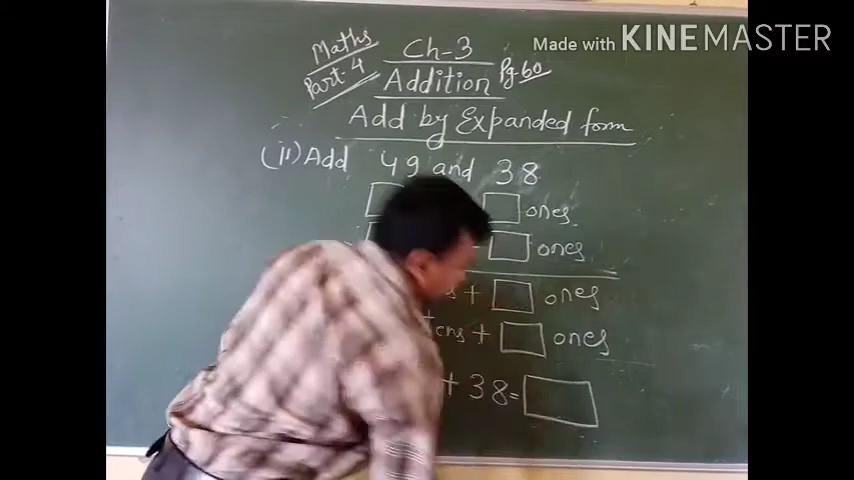 Made with KINEMASTER
Maths
Part-4
Ch-3
Addition
Pg-60
Add by Expanded form
(ii) Add 49 and 38
ones
ones
s + ones
tens + ones
+ 38 =